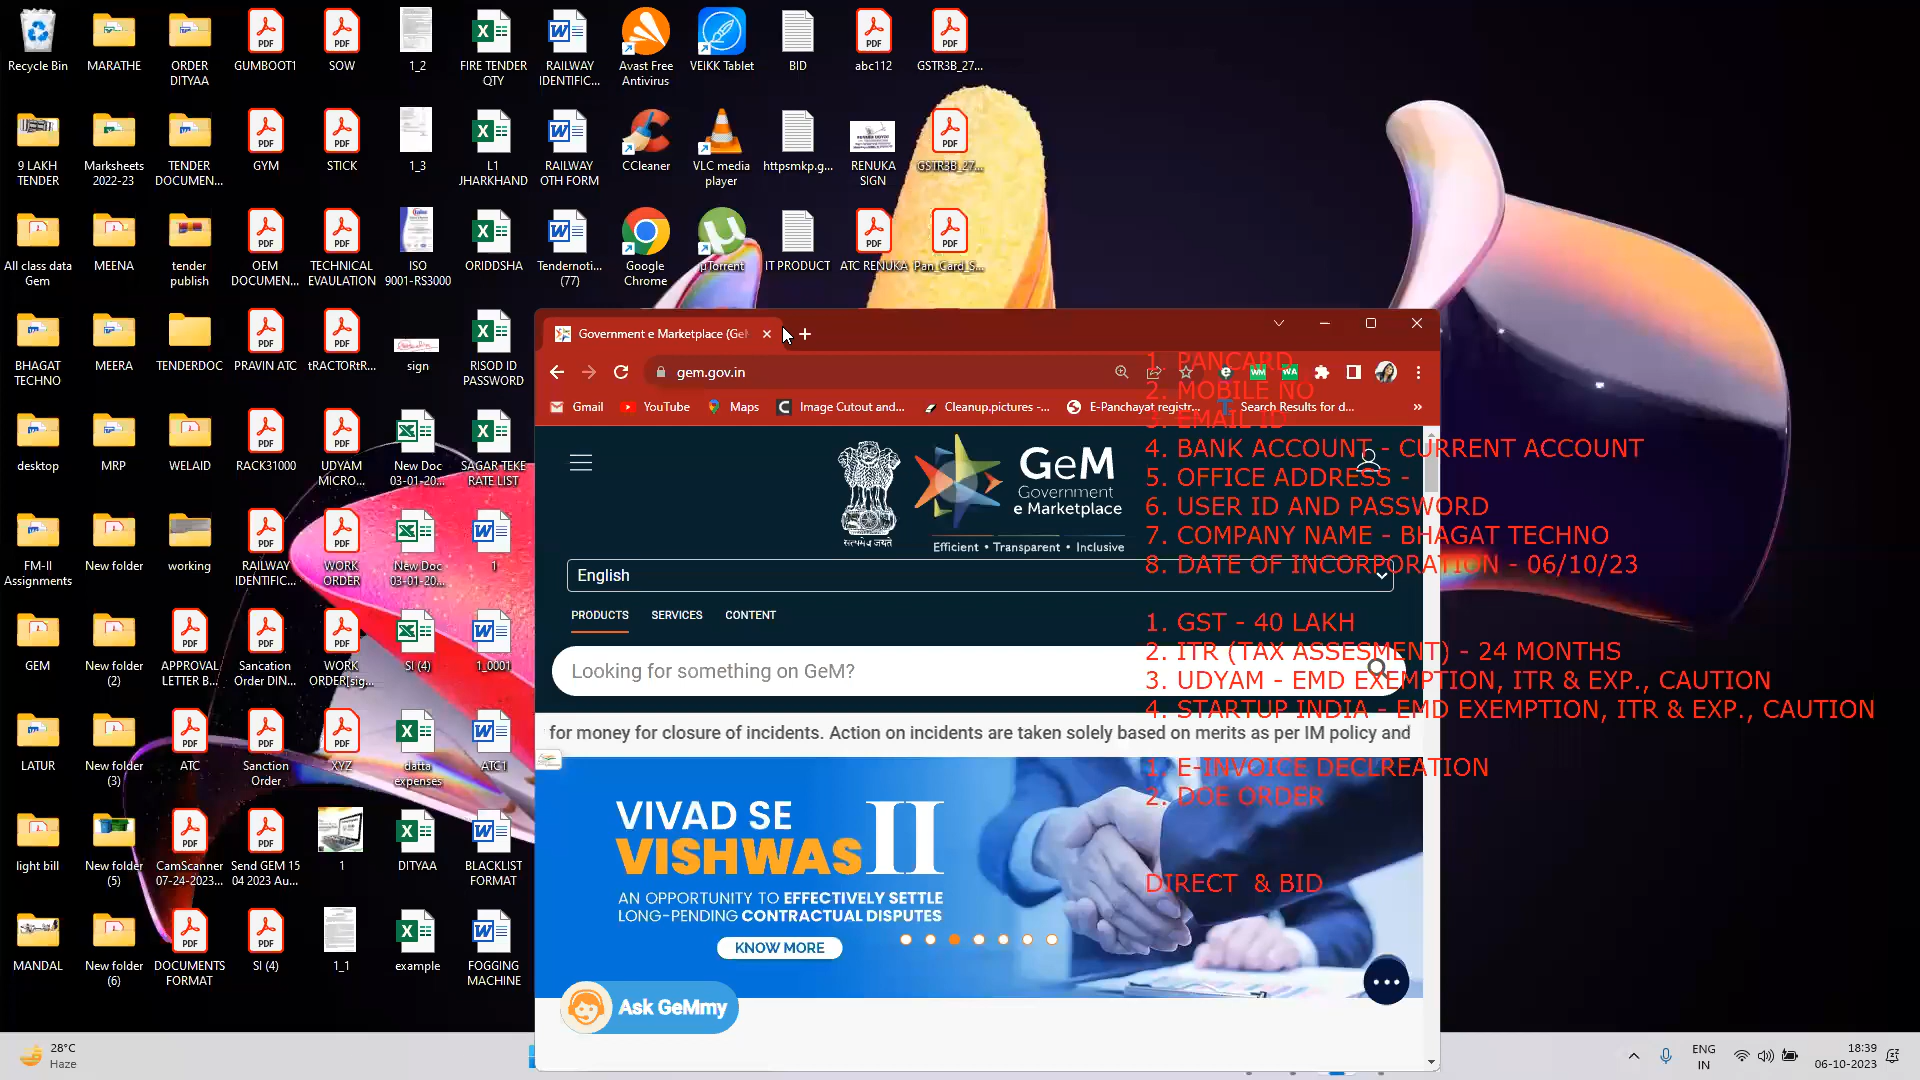 Recycle Bin
MARATHE
ORDER DITYAA
GUMBOOT1
SOW
1_2
FIRE TENDER QTY
RAILWAY IDENTIFIC...
Avast Free Antivirus
VEIKK Tablet
BID
abc112
GSTR3B_27...
9 LAKH TENDER
Marksheets 2022-23
TENDER DOCUMEN...
GYM
STICK
1_3
L1 JHARKHAND
RAILWAY OTH FORM
CCleaner
VLC media player
httpsmkp.g...
RENUKA SIGN
GSTR3B_27...
All class data Gem
MEENA
tender publish
OEM DOCUMEN...
TECHNICAL EVAULATION
ISO 9001-RS3000
ORIDDSHA
Tendernoti... (77)
Google Chrome
µTorrent
IT PRODUCT
ATC RENUKA
Pan_Card_S...
BHAGAT TECHNO
MEERA
TENDERDOC
PRAVIN ATC
tRACTORtR...
sign
RISOD ID PASSWORD
desktop
MRP
WELAID
RACK31000
UDYAM MICRO...
New Doc 03-01-20...
SAGAR TEKE RATE LIST
FM-II Assignments
New folder
working
RAILWAY IDENTIFIC...
WORK ORDER
New Doc 03-01-20...
1
GEM
New folder (2)
APPROVAL LETTER B...
Sancation Order DIN...
WORK ORDER[sig...
SI (4)
1_0001
LATUR
New folder (3)
ATC
Sanction Order
XYZ
datta expenses
ATC1
light bill
New folder (5)
CamScanner 07-24-2023...
Send GEM 15 04 2023 Au...
1
DITYAA
BLACKLIST FORMAT
MANDAL
New folder (6)
DOCUMENTS FORMAT
SI (4)
1_1
example
FOGGING MACHINE
Government e Marketplace (Ge
gem.gov.in
Gmail
YouTube
Maps
Image Cutout and...
Cleanup.pictures -...
E-Panchayat registr...
Search Results for d...
»
सत्यमेव जयते
GeM
Government
e Marketplace
Efficient • Transparent • Inclusive
English
PRODUCTS SERVICES CONTENT
Looking for something on GeM?
for money for closure of incidents. Action on incidents are taken solely based on merits as per IM policy and
VIVAD SE
VISHWAS II
AN OPPORTUNITY TO EFFECTIVELY SETTLE
LONG-PENDING CONTRACTUAL DISPUTES
KNOW MORE
Ask GeMmy
1. PANCARD
2. MOBILE NO
3. EMAIL ID
4. BANK ACCOUNT - CURRENT ACCOUNT
5. OFFICE ADDRESS -
6. USER ID AND PASSWORD
7. COMPANY NAME - BHAGAT TECHNO
8. DATE OF INCORPORATION - 06/10/23
1. GST - 40 LAKH
2. ITR (TAX ASSESMENT) - 24 MONTHS
3. UDYAM - EMD EXEMPTION, ITR & EXP., CAUTION
4. STARTUP INDIA - EMD EXEMPTION, ITR & EXP., CAUTION
1. E-INVOICE DECLREATION
2. DOE ORDER
DIRECT & BID
28°C
Haze
ENG
IN
18:39
06-10-2023